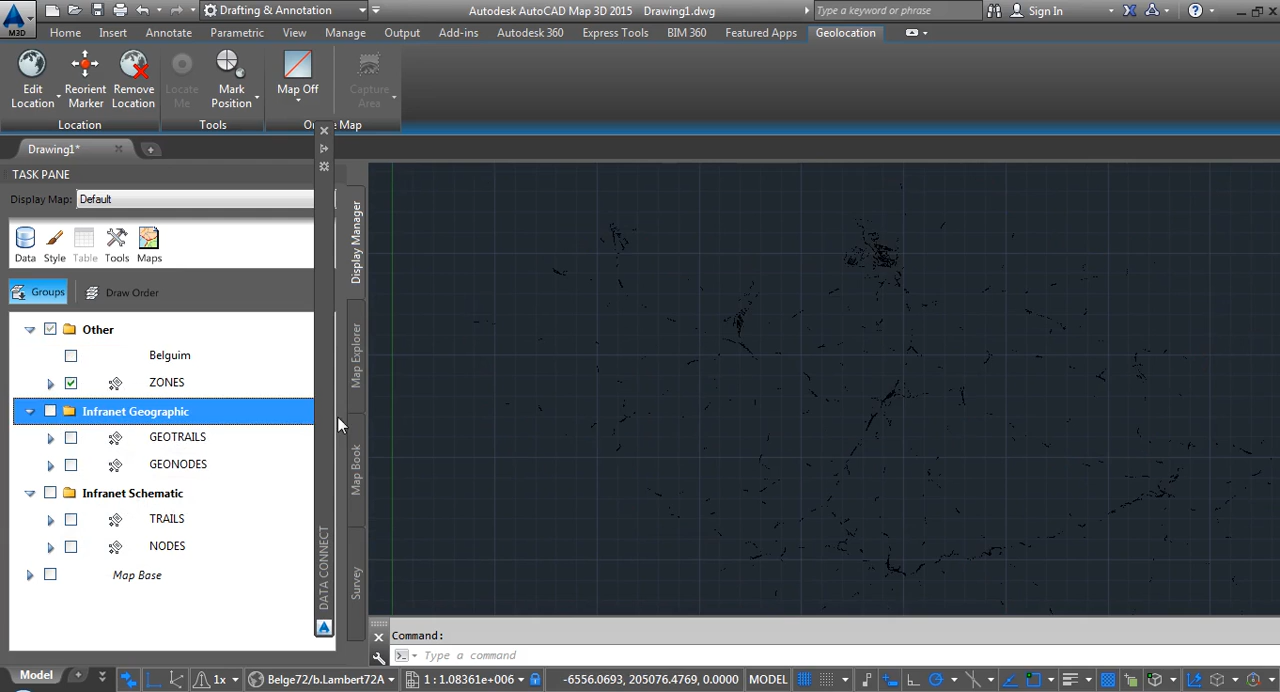 Drafting & Annotation
Autodesk AutoCAD Map 3D 2015 Drawing1.dwg
Type a keyword or phrase
Sign In
M3D
Home Insert Annotate Parametric View Manage Output Add-ins Autodesk 360 Express Tools BIM 360 Featured Apps Geolocation
Edit Location
Reorient Marker
Remove Location
Locate Me
Mark Position
Map Off
Capture Area
Location
Tools
O
e Map
Drawing1*
TASK PANE
Display Map: Default
Data Style Table Tools Maps
Groups Draw Order
Other
Belguim
ZONES
Infranet Geographic
GEOTRAILS
GEONODES
Infranet Schematic
TRAILS
NODES
Map Base
DATA CONNECT
Display Manager
Map Explorer
Map Book
Survey
Command:
Type a command
Model
1x
Belge72/b.Lambert72A
1 : 1.08361e+006
-6556.0693, 205076.4769, 0.0000
MODEL